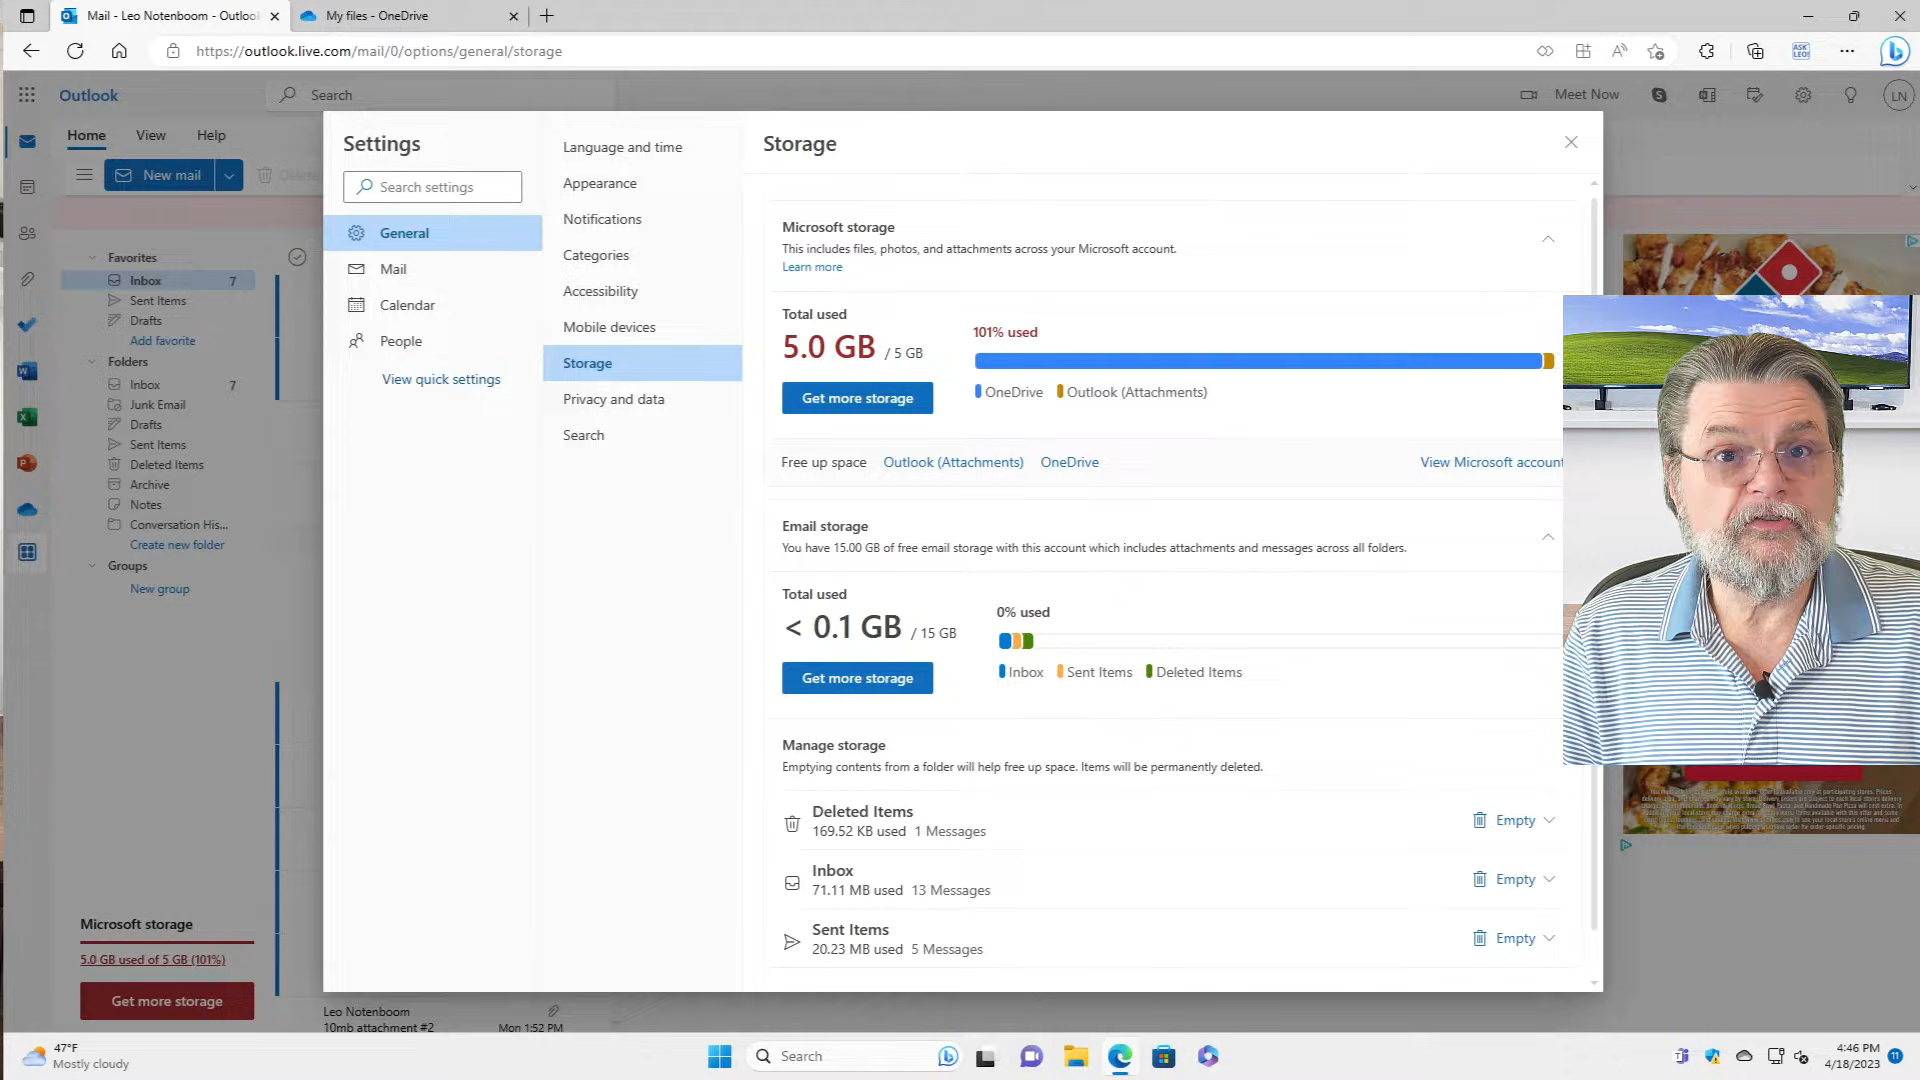 Mail - Leo Notenboom - Outlook
My files - OneDrive
https://outlook.live.com/mail/0/options/general/storage
ASK LEO!
Outlook
Search
Meet Now
LN
Home
View
Help
New mail
Delete
Favorites
Inbox 7
Sent Items
Drafts
Add favorite
Folders
Inbox 7
Junk Email
Drafts
Sent Items
Deleted Items
Archive
Notes
Conversation His...
Create new folder
Groups
New group
Microsoft storage
5.0 GB used of 5 GB (101%)
Get more storage
Settings
Search settings
General
Mail
Calendar
People
View quick settings
Language and time
Appearance
Notifications
Categories
Accessibility
Mobile devices
Storage
Privacy and data
Search
Storage
Microsoft storage
This includes files, photos, and attachments across your Microsoft account.
Learn more
Total used
5.0 GB / 5 GB
101% used
OneDrive Outlook (Attachments)
Get more storage
Free up space Outlook (Attachments) OneDrive View Microsoft account
Email storage
You have 15.00 GB of free email storage with this account which includes attachments and messages across all folders.
Total used
< 0.1 GB / 15 GB
0% used
Inbox Sent Items Deleted Items
Get more storage
Manage storage
Emptying contents from a folder will help free up space. Items will be permanently deleted.
Deleted Items
169.52 KB used 1 Messages
Empty
Inbox
71.11 MB used 13 Messages
Empty
Sent Items
20.23 MB used 5 Messages
Empty
Leo Notenboom
10mb attachment #2 Mon 1:52 PM
47°F
Mostly cloudy
Search
4:46 PM
4/18/2023
11